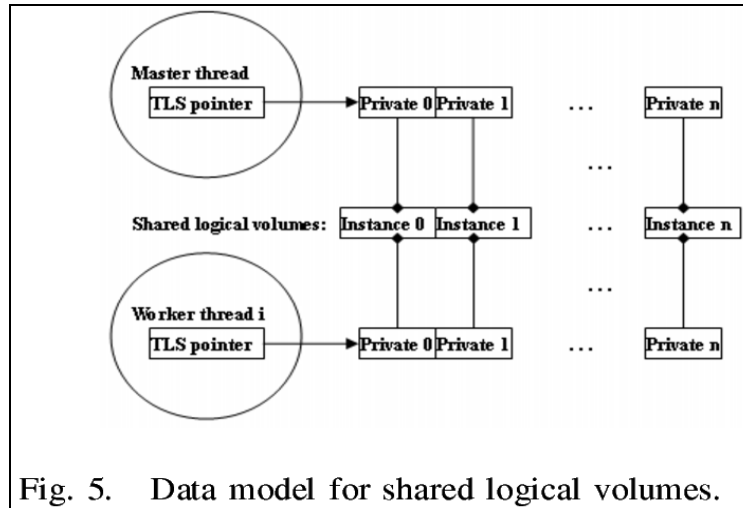 Master thread
TLS pointer
Private 0 Private 1 ... Private n
...
Shared logical volumes: Instance 0 Instance 1 ... Instance n
...
Worker thread i
TLS pointer Private 0 Private 1 ... Private n
Fig. 5. Data model for shared logical volumes.